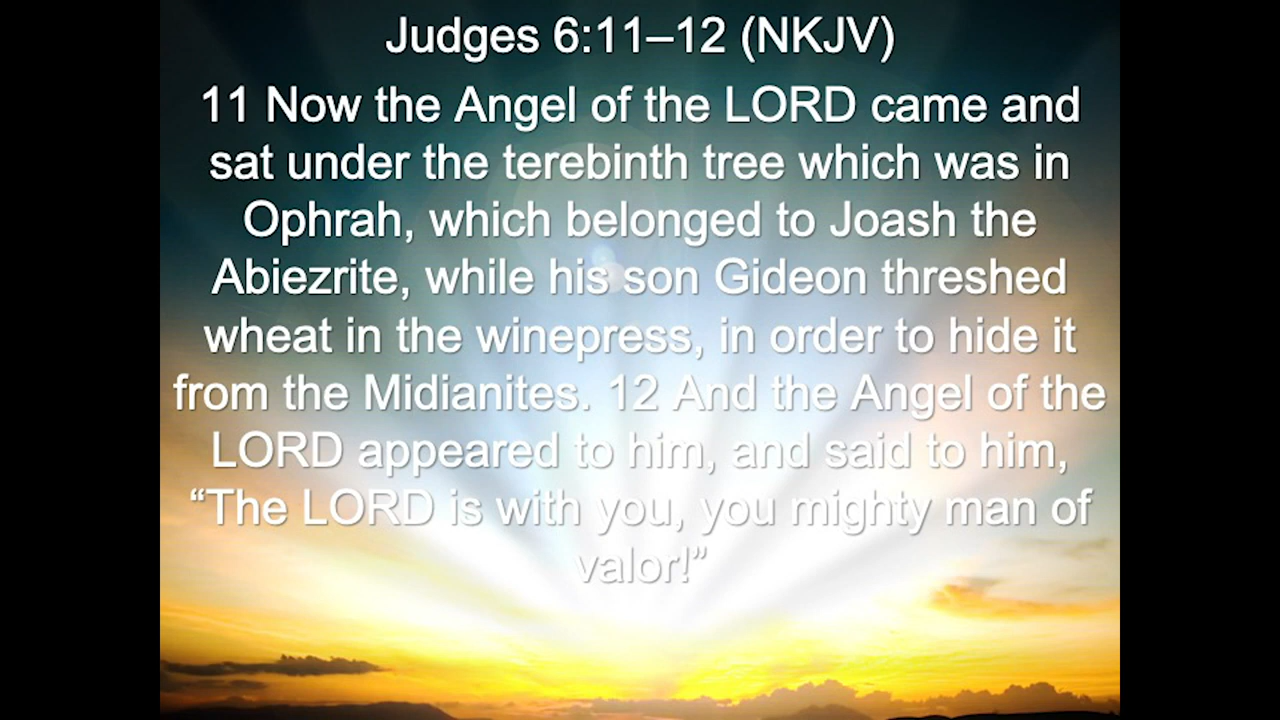 Judges 6:11–12 (NKJV)
11 Now the Angel of the LORD came and
sat under the terebinth tree which was in
Ophrah, which belonged to Joash the
Abiezrite, while his son Gideon threshed
wheat in the winepress, in order to hide it
from the Midianites. 12 And the Angel of the
LORD appeared to him, and said to him,
“The LORD is with you, you mighty man of
valor!”